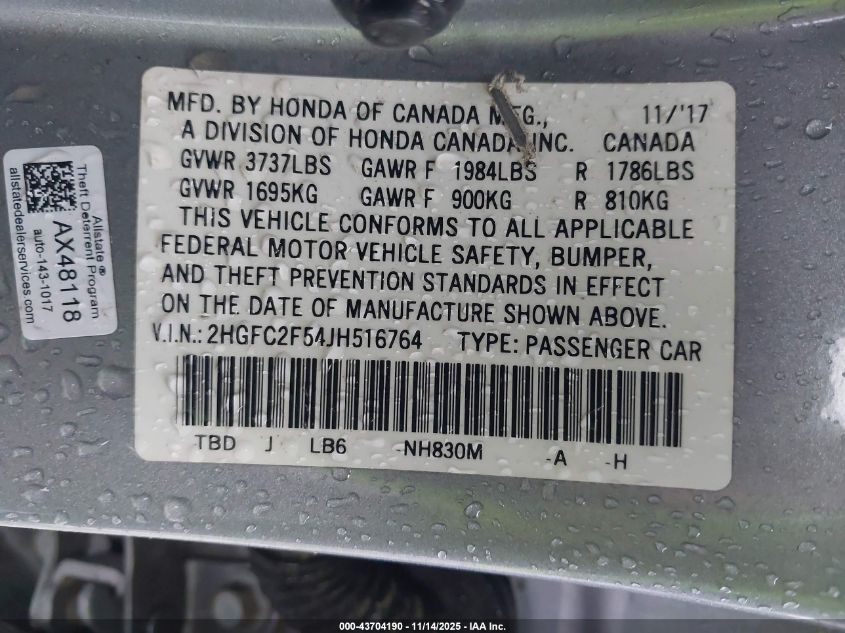 MFD. BY HONDA OF CANADA MFG., 11/'17
A DIVISION OF HONDA CANADA INC. CANADA
GVWR 3737LBS GAWR F 1984LBS R 1786LBS
GVWR 1695KG GAWR F 900KG R 810KG
THIS VEHICLE CONFORMS TO ALL APPLICABLE
FEDERAL MOTOR VEHICLE SAFETY, BUMPER,
AND THEFT PREVENTION STANDARDS IN EFFECT
ON THE DATE OF MANUFACTURE SHOWN ABOVE.
V.I.N.: 2HGFC2F54JH516764 TYPE: PASSENGER CAR
TBD J LB6 -NH830M -A -H
Allstate®
Theft Deterrent Program
AX48118
auto-143-1017
allstatedealerservices.com
000-43704190 | 11/14/2025 - IAA Inc.